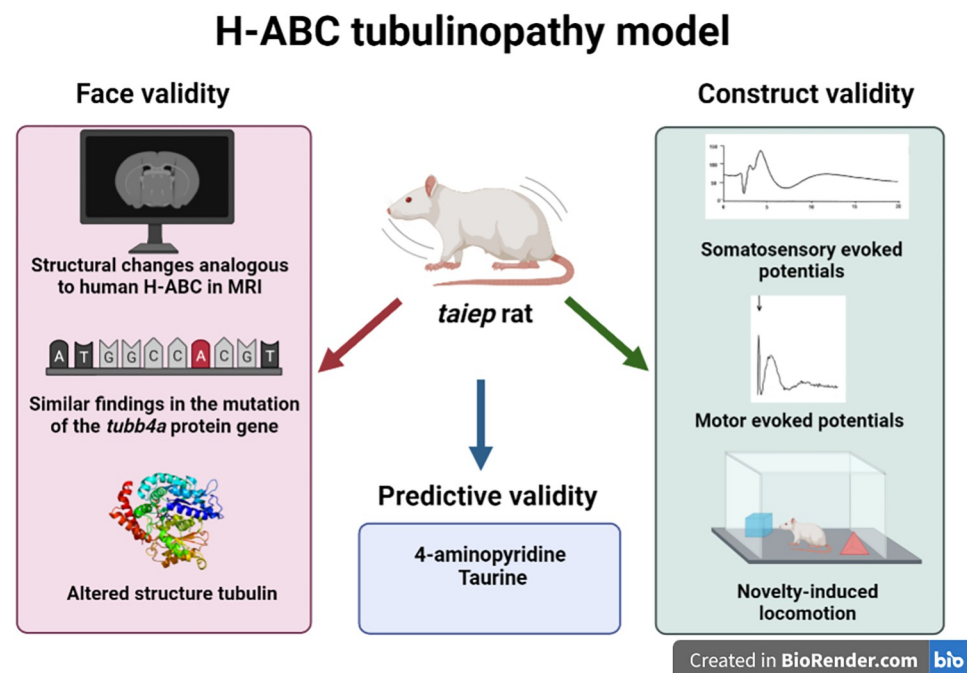 H-ABC tubulinopathy model
Face validity
Structural changes analogous
to human H-ABC in MRI
A T G G C C A C G T
Similar findings in the mutation
of the tubb4a protein gene
Altered structure tubulin
taiep rat
Predictive validity
4-aminopyridine
Taurine
Construct validity
Somatosensory evoked
potentials
Motor evoked potentials
Novelty-induced
locomotion
Created in BioRender.com bio